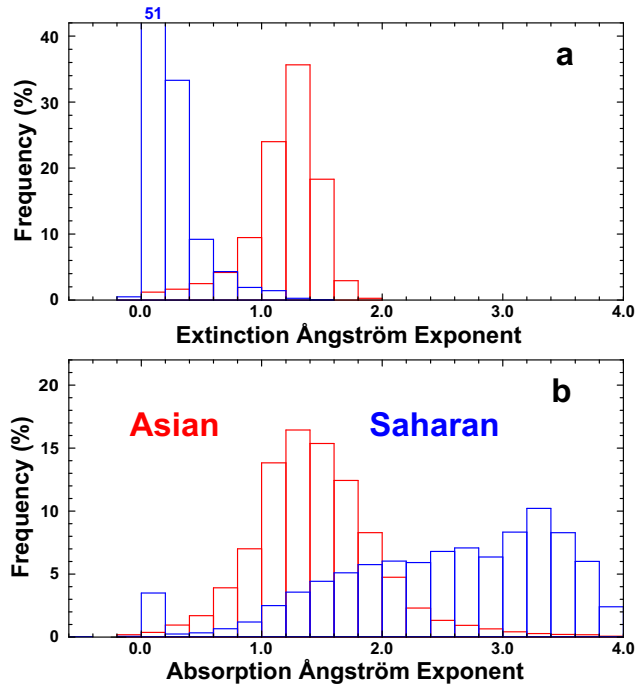 51
a
40
30
20
10
0
Frequency (%)
0.0 1.0 2.0 3.0 4.0
Extinction Ångström Exponent
b
20
15
10
5
0
Frequency (%)
Asian Saharan
0.0 1.0 2.0 3.0 4.0
Absorption Ångström Exponent